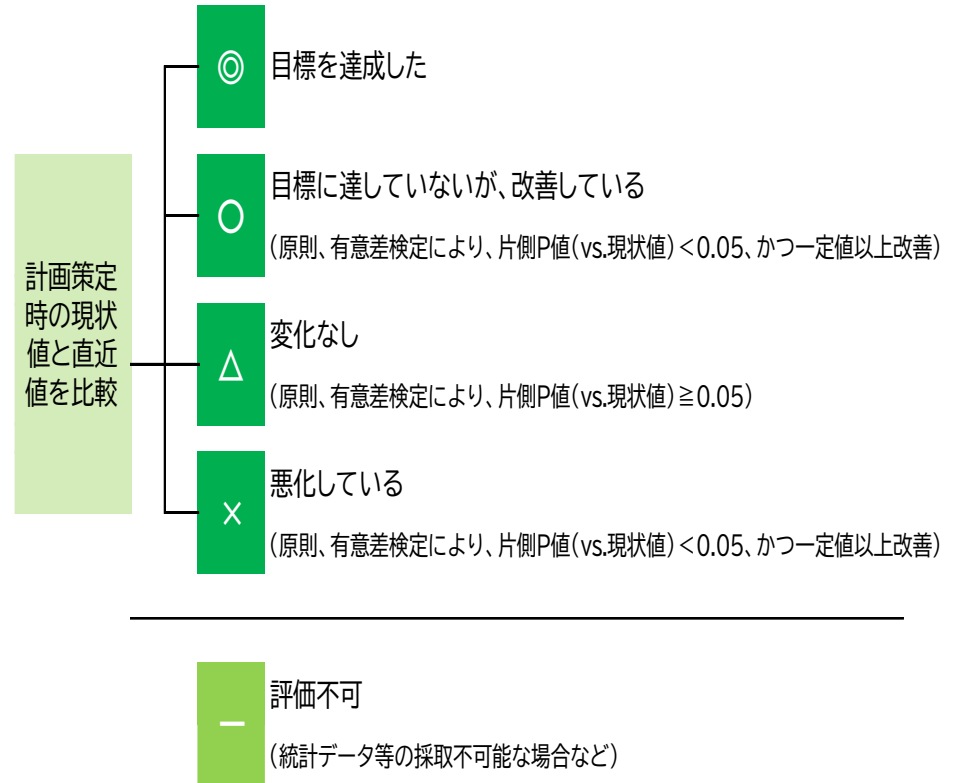 計画策定
時の現状
値と直近
値を比較
◎
目標を達成した
○
目標に達していないが、改善している
(原則、有意差検定により、片側P値(vs.現状値)<0.05、かつ一定値以上改善)
△
変化なし
(原則、有意差検定により、片側P値(vs.現状値)≧0.05)
×
悪化している
(原則、有意差検定により、片側P値(vs.現状値)<0.05、かつ一定値以上改善)
−
評価不可
(統計データ等の採取不可能な場合など)